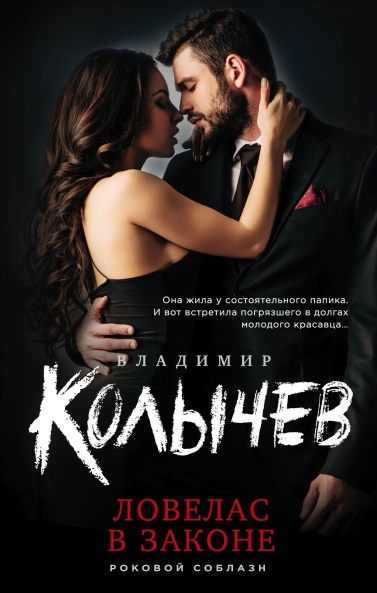 Она жила у состоятельного папика.
И вот встретила погрязшего в долгах
молодого красавца...
ВЛАДИМИР
КОЛЫЧЕВ
ЛОВЕЛАС
В ЗАКОНЕ
РОКОВОЙ СОБЛАЗН